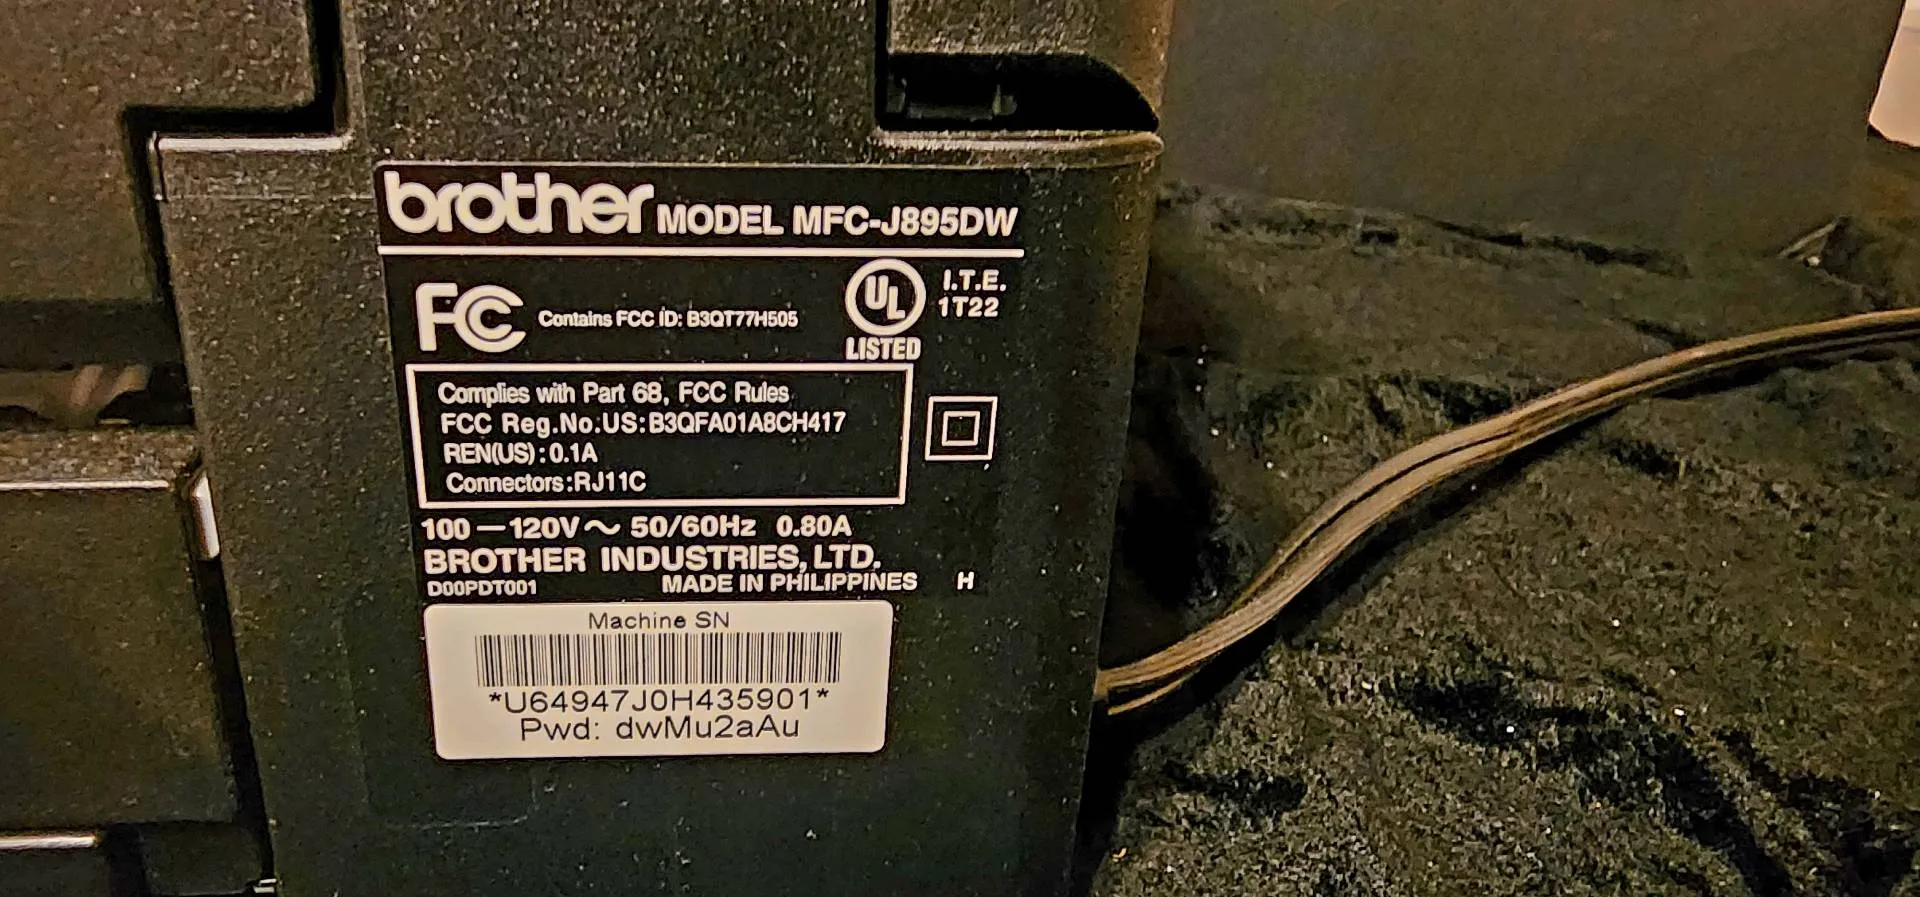 brother MODEL MFC-J895DW
FC Contains FCC ID: B3QT77H505
UL
LISTED
I.T.E.
1T22
Complies with Part 68, FCC Rules
FCC Reg.No.US:B3QFA01A8CH417
REN(US):0.1A
Connectors:RJ11C
100—120V～ 50/60Hz 0.80A
BROTHER INDUSTRIES, LTD.
D00PDT001 MADE IN PHILIPPINES H
Machine SN
*U64947J0H435901*
Pwd: dwMu2aAu